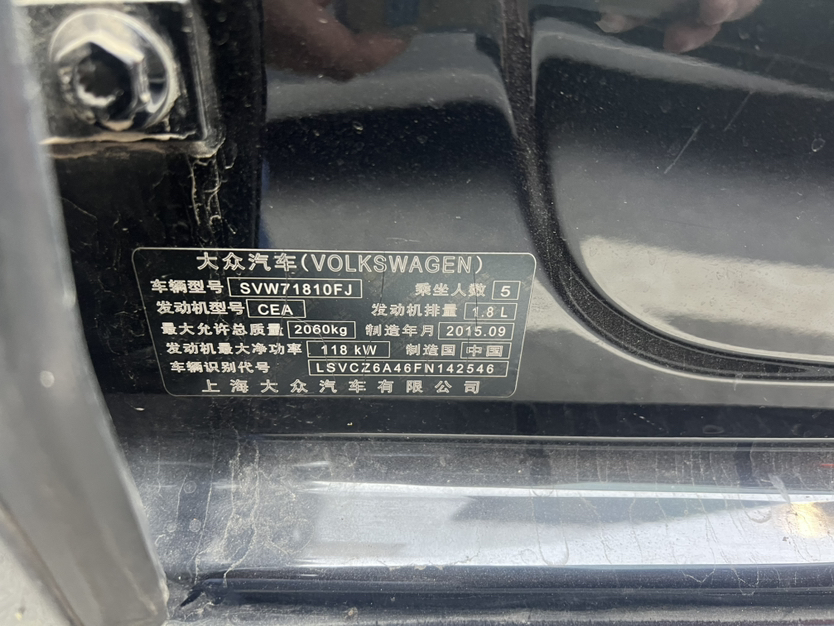 大众汽车(VOLKSWAGEN)
车辆型号 SVW71810FJ 乘坐人数 5
发动机型号 CEA 发动机排量 1.8 L
最大允许总质量 2060kg 制造年月 2015.09
发动机最大净功率 118 kW 制造国 中国
车辆识别代号 LSVCZ6A46FN142546
上海大众汽车有限公司